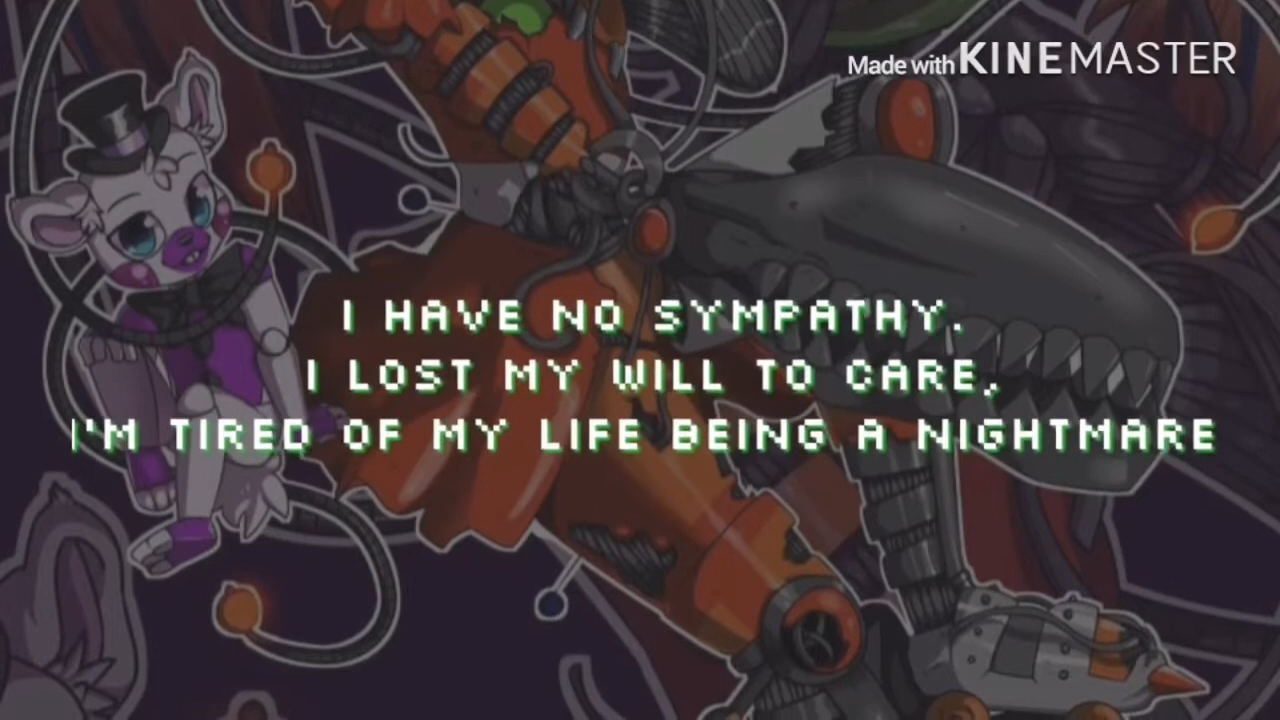 Made with KINEMASTER
I HAVE NO SYMPATHY.
I LOST MY WILL TO CARE,
I'M TIRED OF MY LIFE BEING A NIGHTMARE